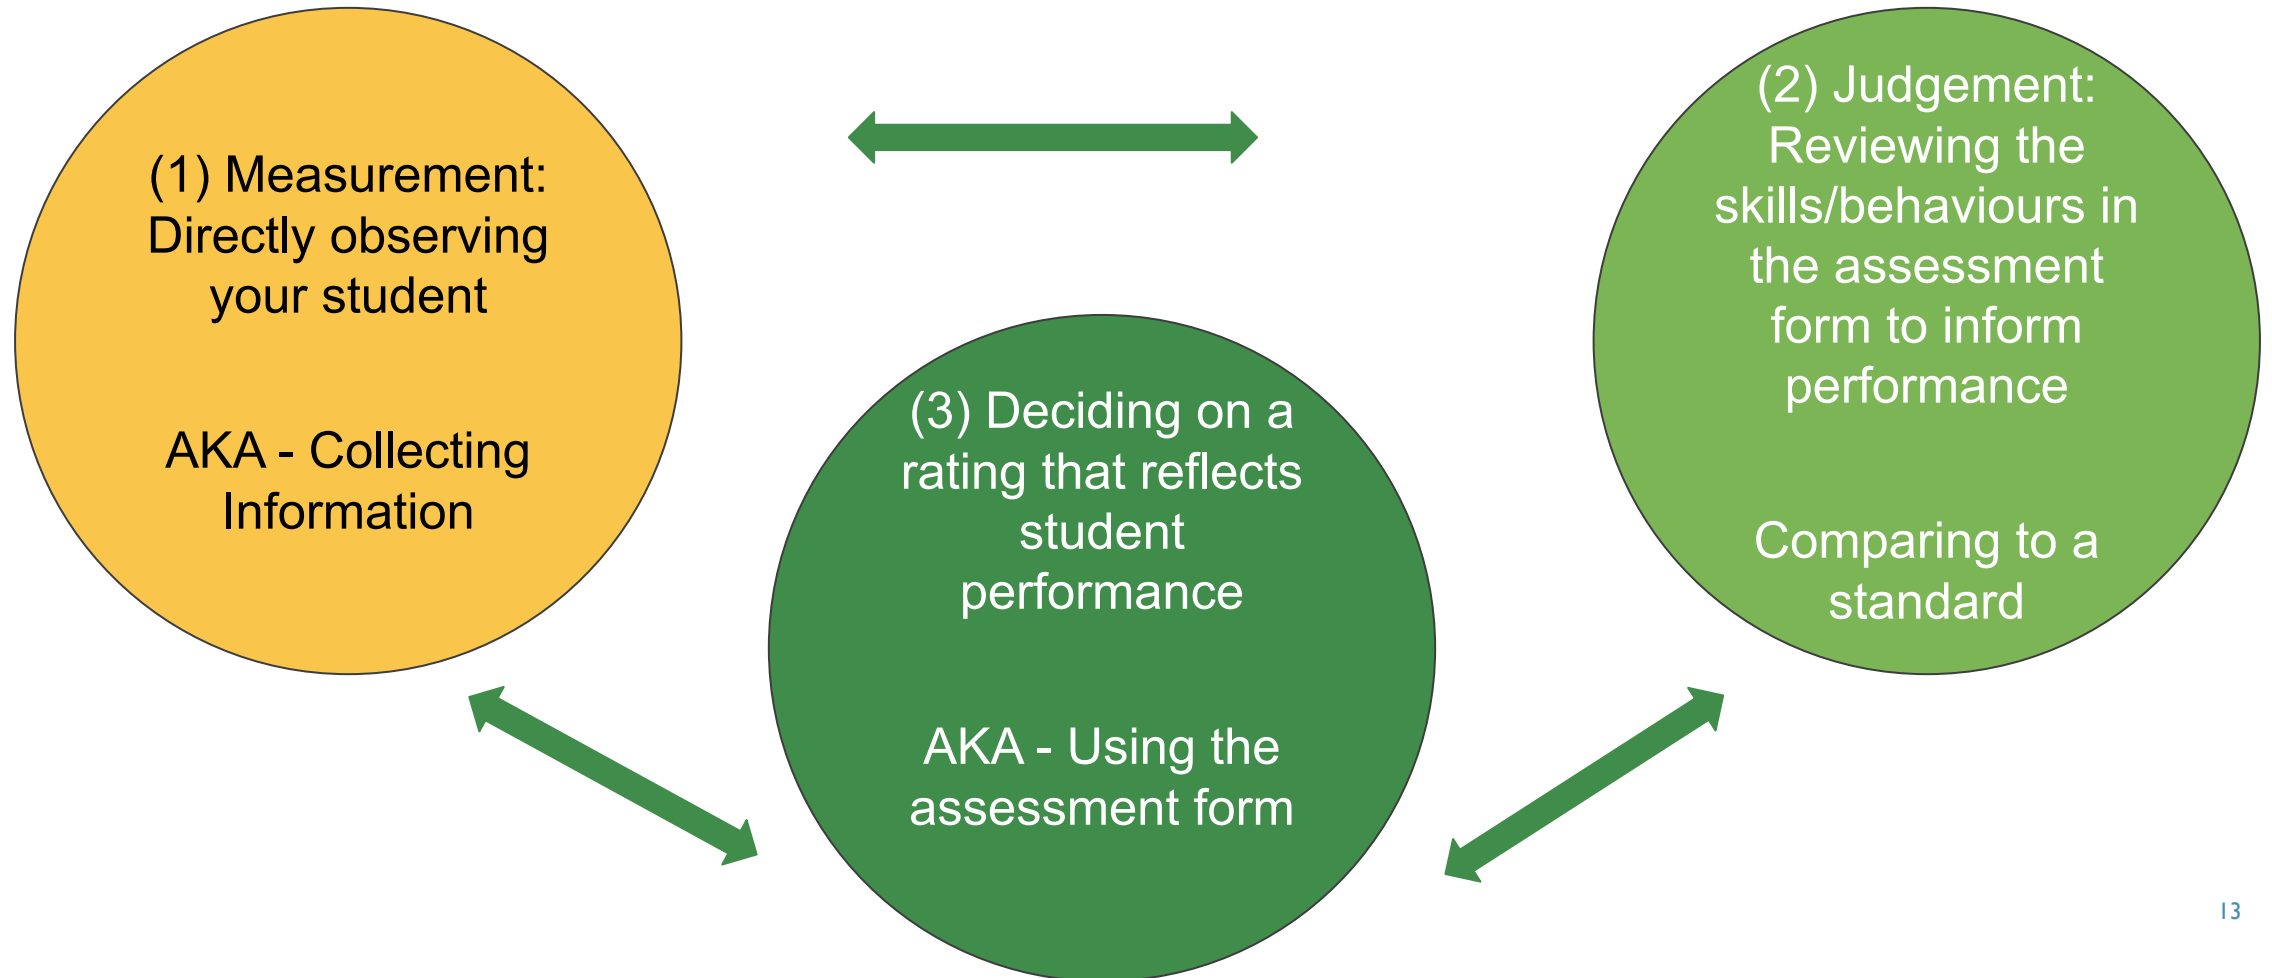 (1) Measurement:
Directly observing
your student
AKA - Collecting
Information
(2) Judgement:
Reviewing the
skills/behaviours in
the assessment
form to inform
performance
Comparing to a
standard
(3) Deciding on a
rating that reflects
student
performance
AKA - Using the
assessment form
13